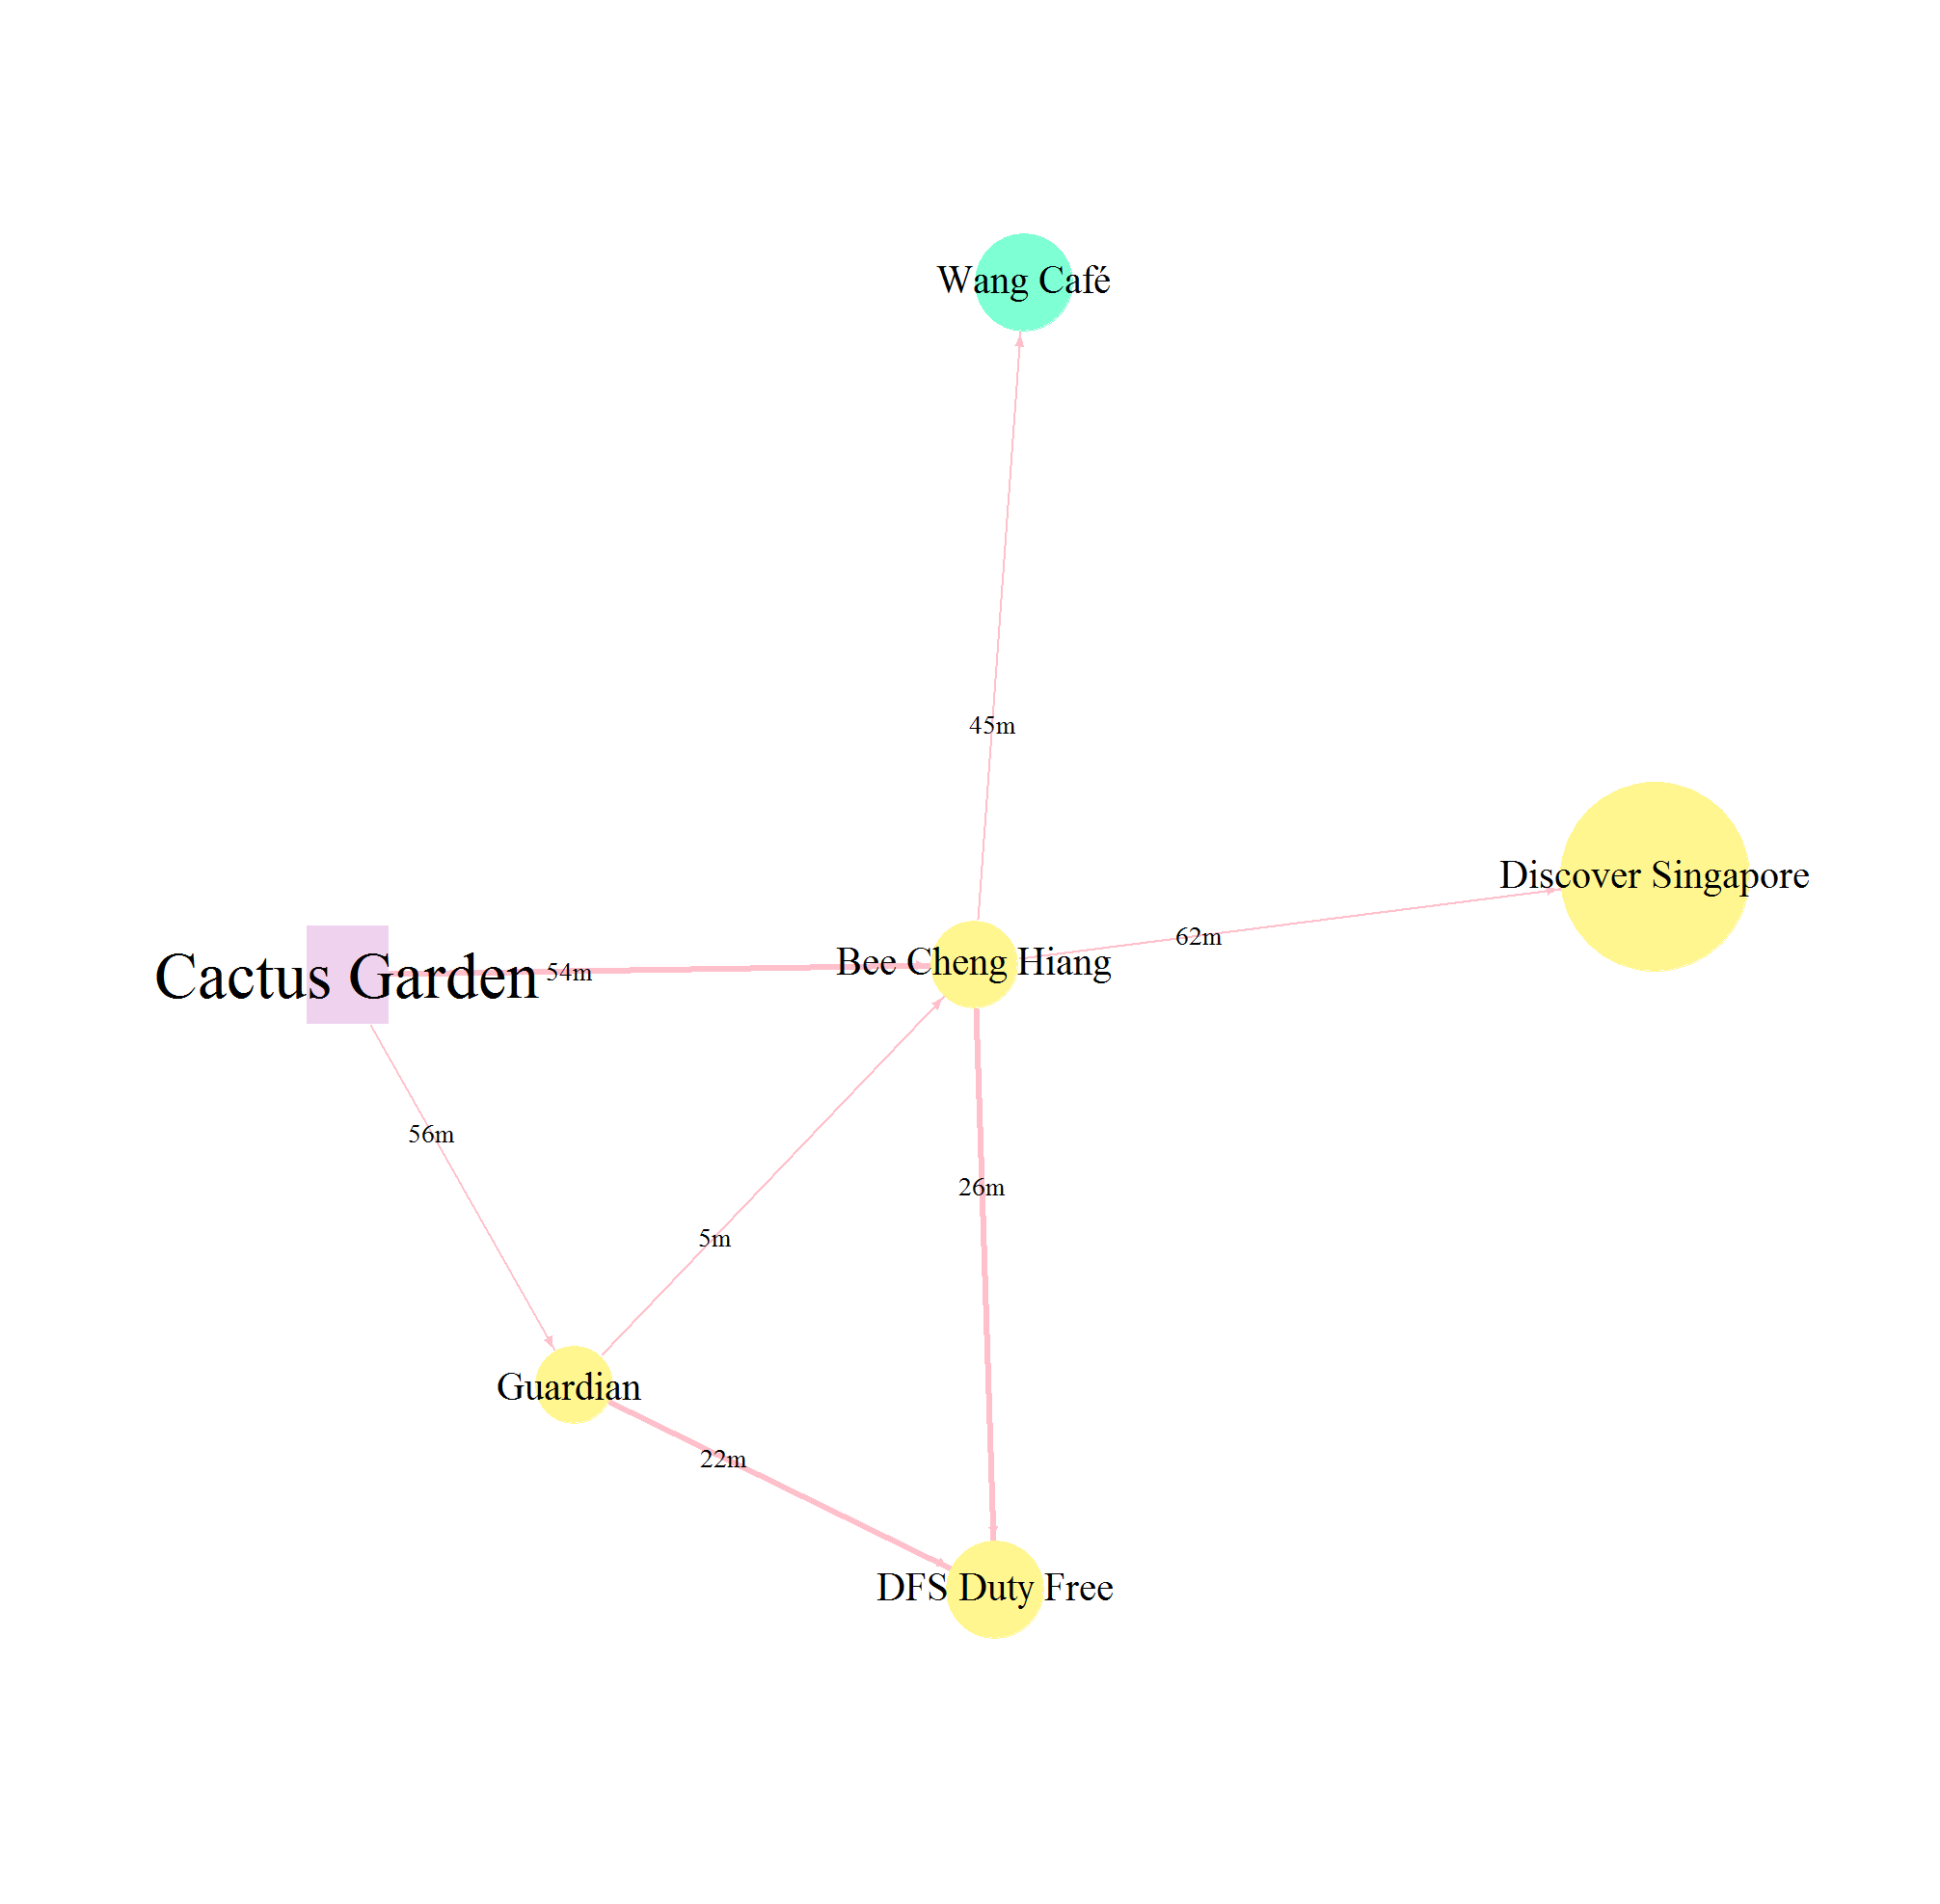 Wang Café
45m
Discover Singapore
62m
Bee Cheng Hiang
Cactus Garden
54m
56m
26m
5m
Guardian
22m
DFS Duty Free